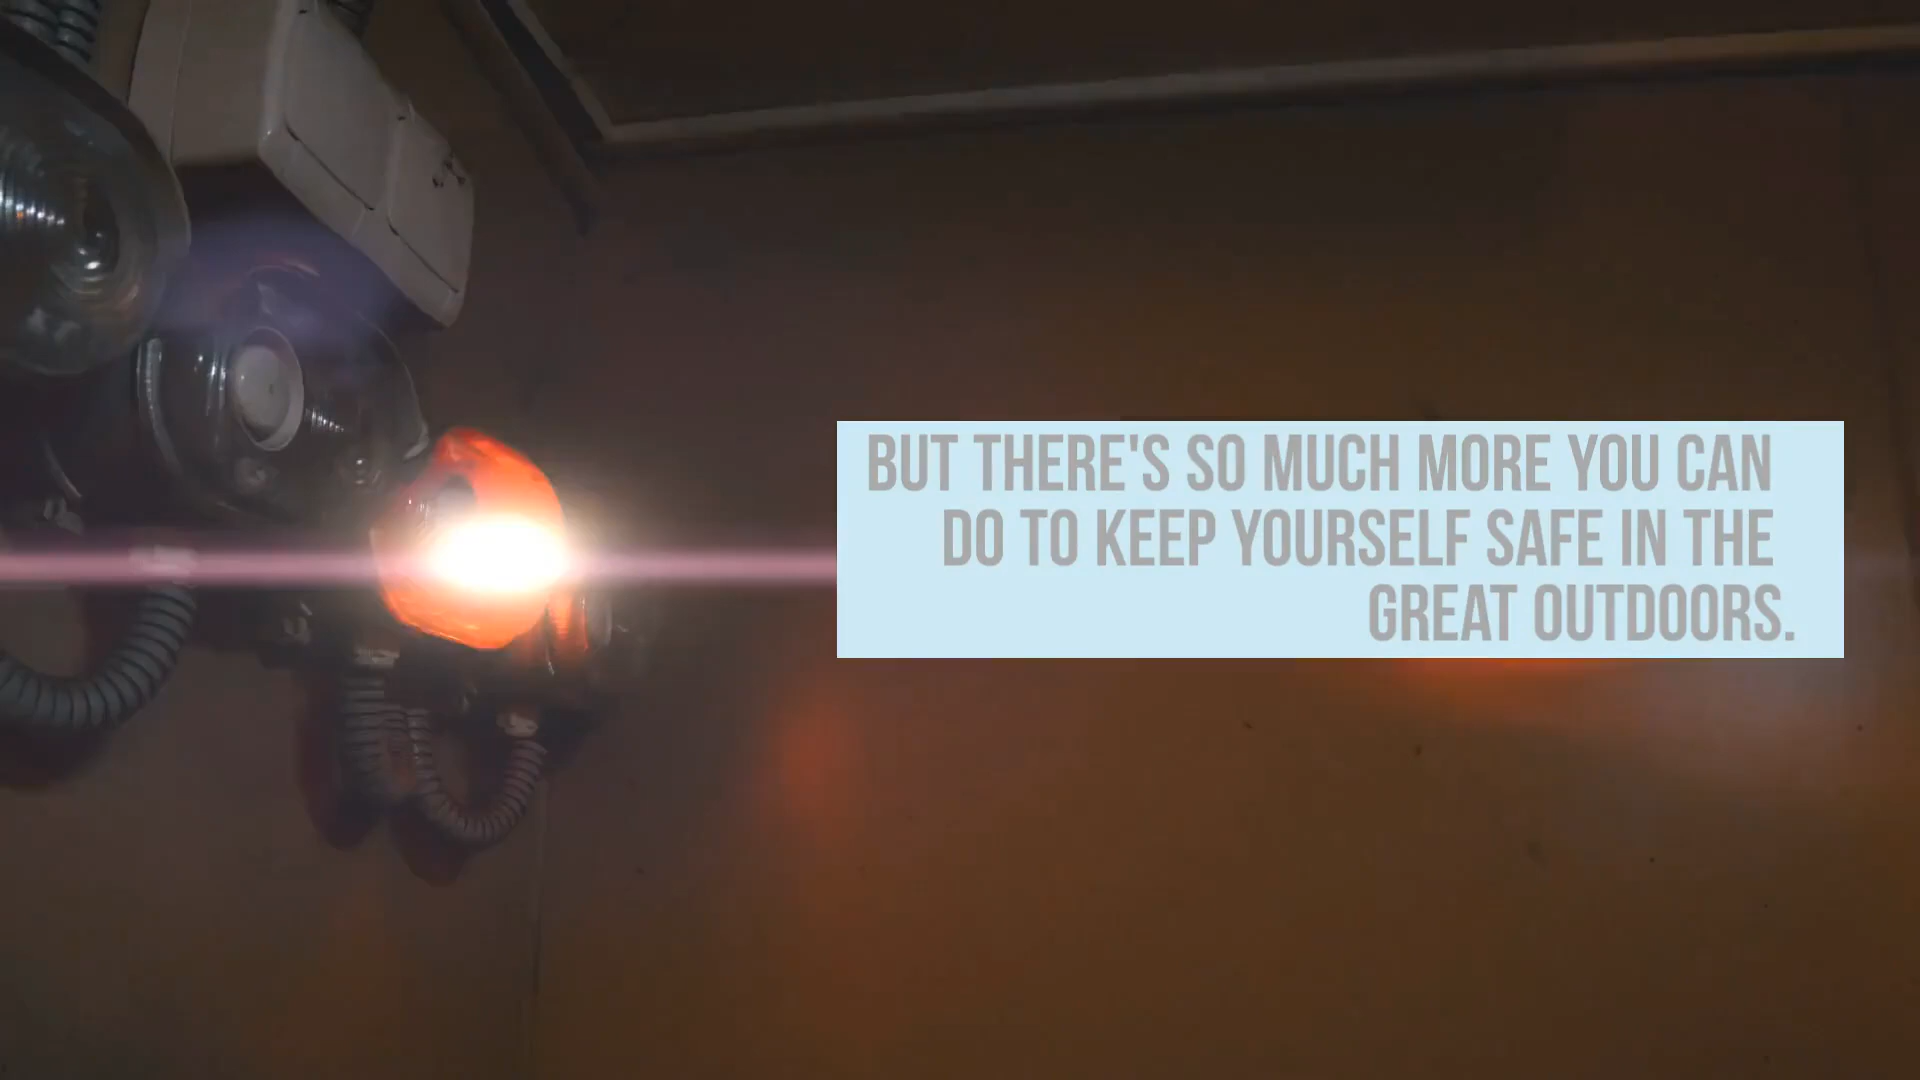 BUT THERE'S SO MUCH MORE YOU CAN
DO TO KEEP YOURSELF SAFE IN THE
GREAT OUTDOORS.